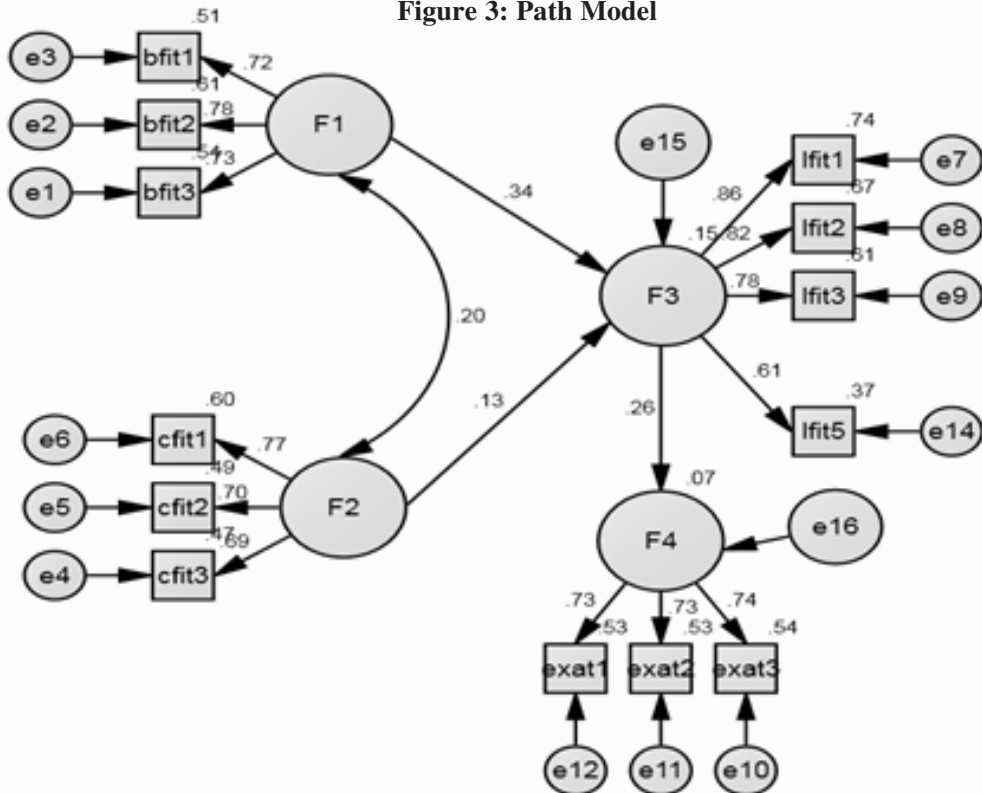 Figure 3: Path Model
.51
e3 bfit1 .72
.61
e2 bfit2 .78 F1
.54
e1 bfit3 .73
.34
e15
.74
lfit1 e7
.86
.67
.15 .82 lfit2 e8
.61
F3 .78 lfit3 e9
.20
.13
.61
.26
.37
lfit5 e14
.60
e6 cfit1 .77
.49
e5 cfit2 .70 F2
.47
e4 cfit3 .69
.07
F4 e16
.73 .73 .74
.53 .53 .54
exat1 exat2 exat3
e12 e11 e10